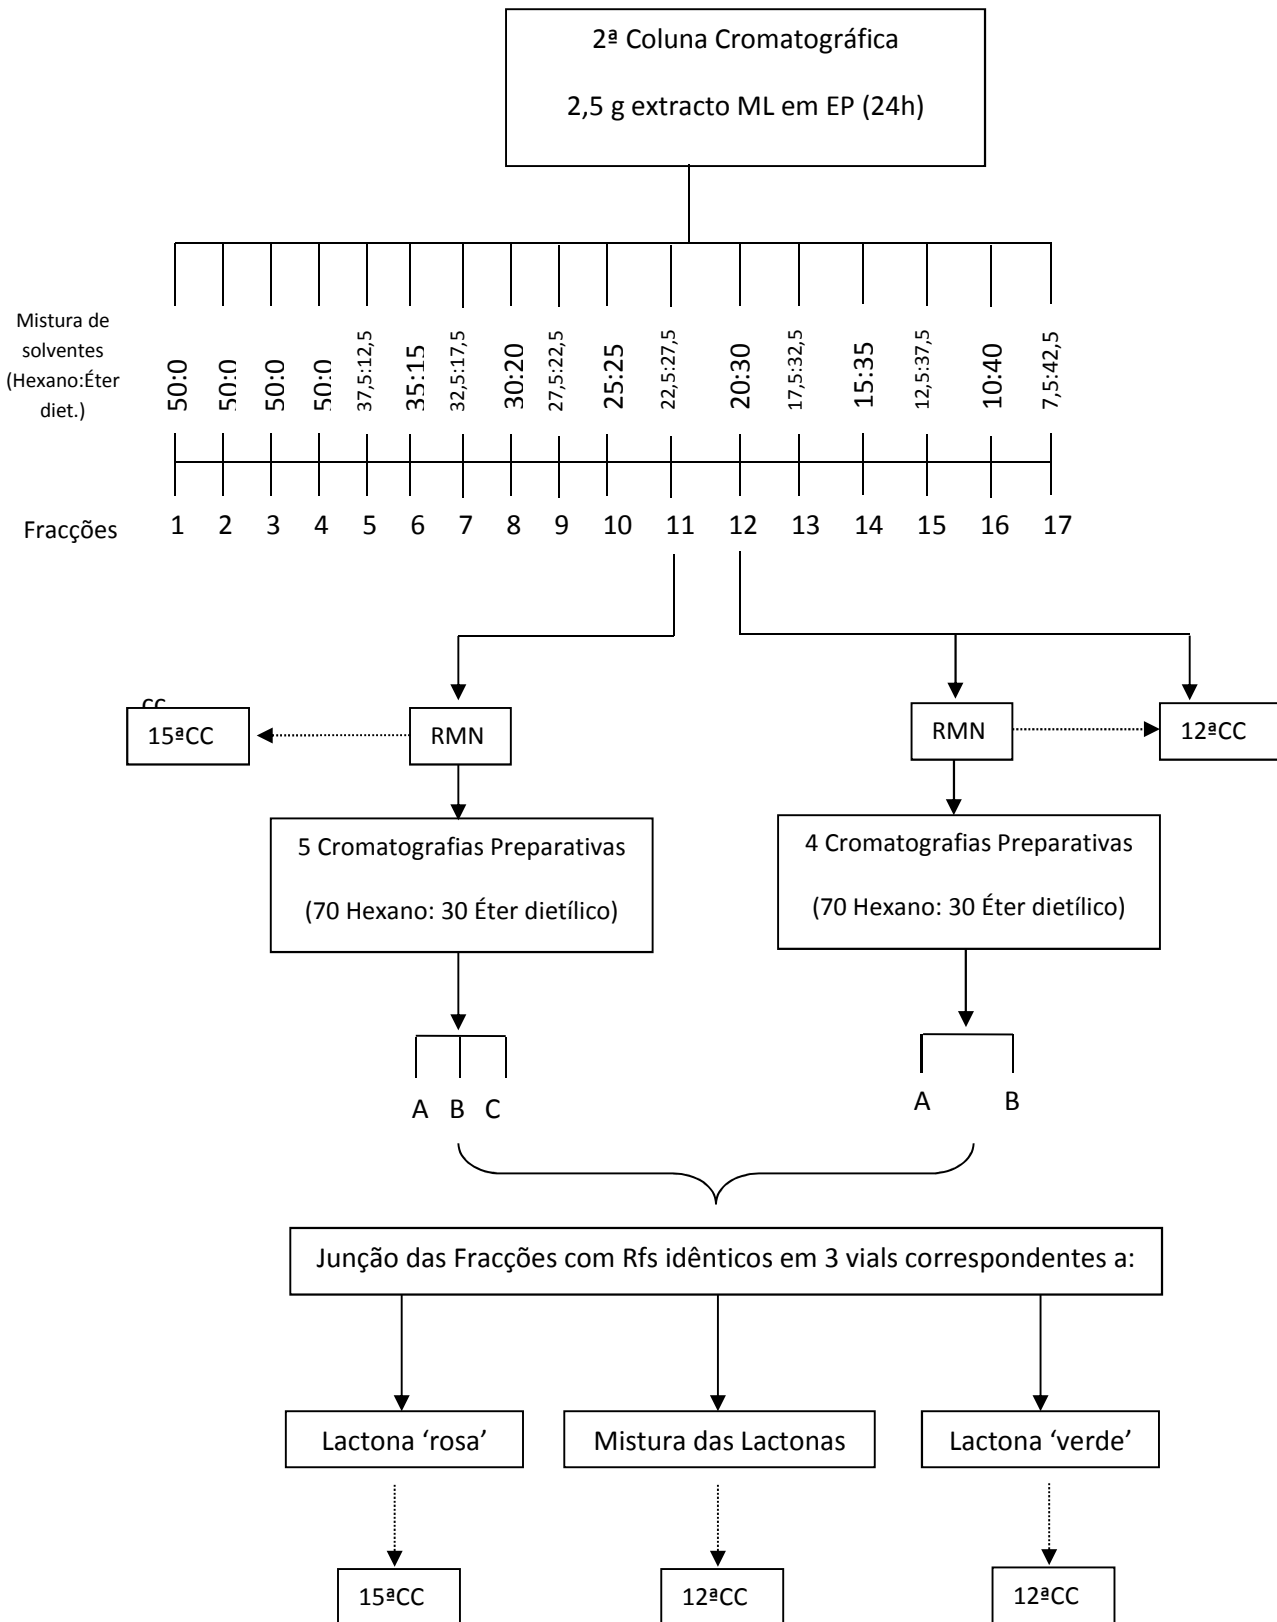 2ª Coluna Cromatográfica
2,5 g extracto ML em EP (24h)
Mistura de
solventes
(Hexano:Éter
diet.)
50:0
50:0
50:0
50:0
37,5:12,5
35:15
32,5:17,5
30:20
27,5:22,5
25:25
22,5:27,5
20:30
17,5:32,5
15:35
12,5:37,5
10:40
7,5:42,5
Fracções 1 2 3 4 5 6 7 8 9 10 11 12 13 14 15 16 17
CC
15ªCC
RMN
RMN
12ªCC
5 Cromatografias Preparativas
(70 Hexano: 30 Éter dietílico)
4 Cromatografias Preparativas
(70 Hexano: 30 Éter dietílico)
A B C
A B
Junção das Fracções com Rfs idênticos em 3 vials correspondentes a:
Lactona ‘rosa’
Mistura das Lactonas
Lactona ‘verde’
15ªCC
12ªCC
12ªCC